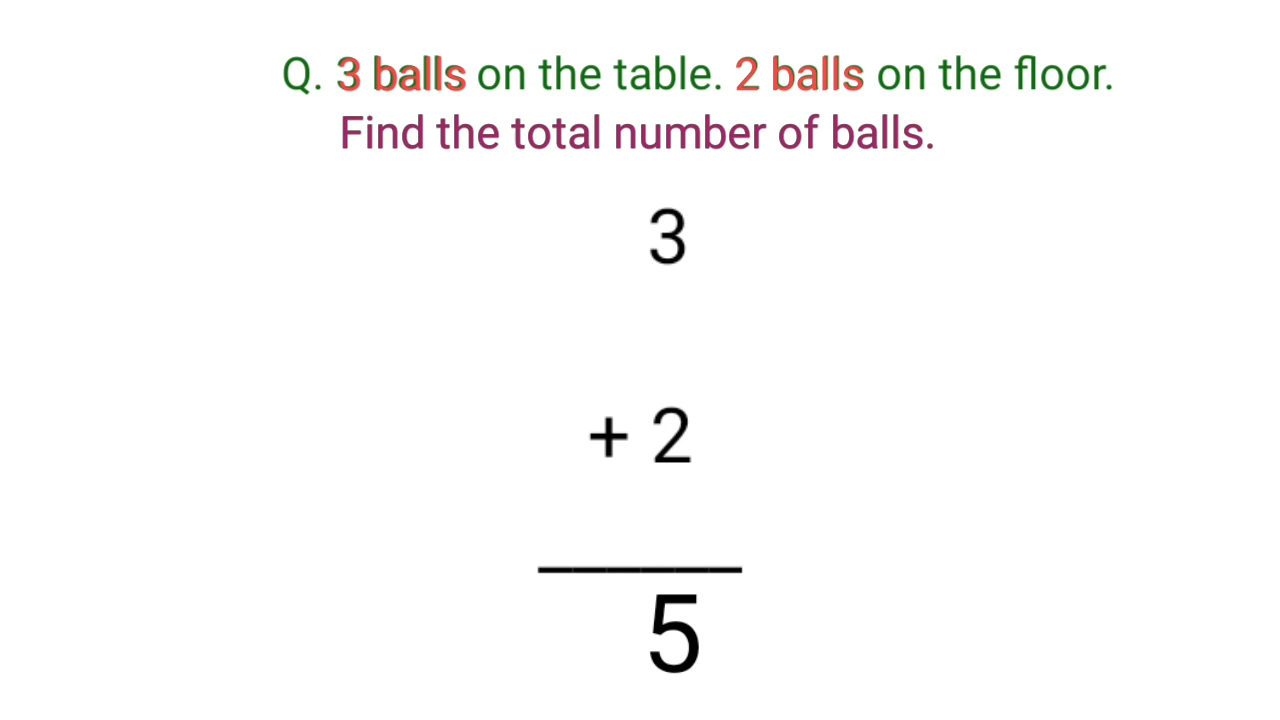 Q. 3 balls on the table. 2 balls on the floor.
Find the total number of balls.
3
+ 2
______
5